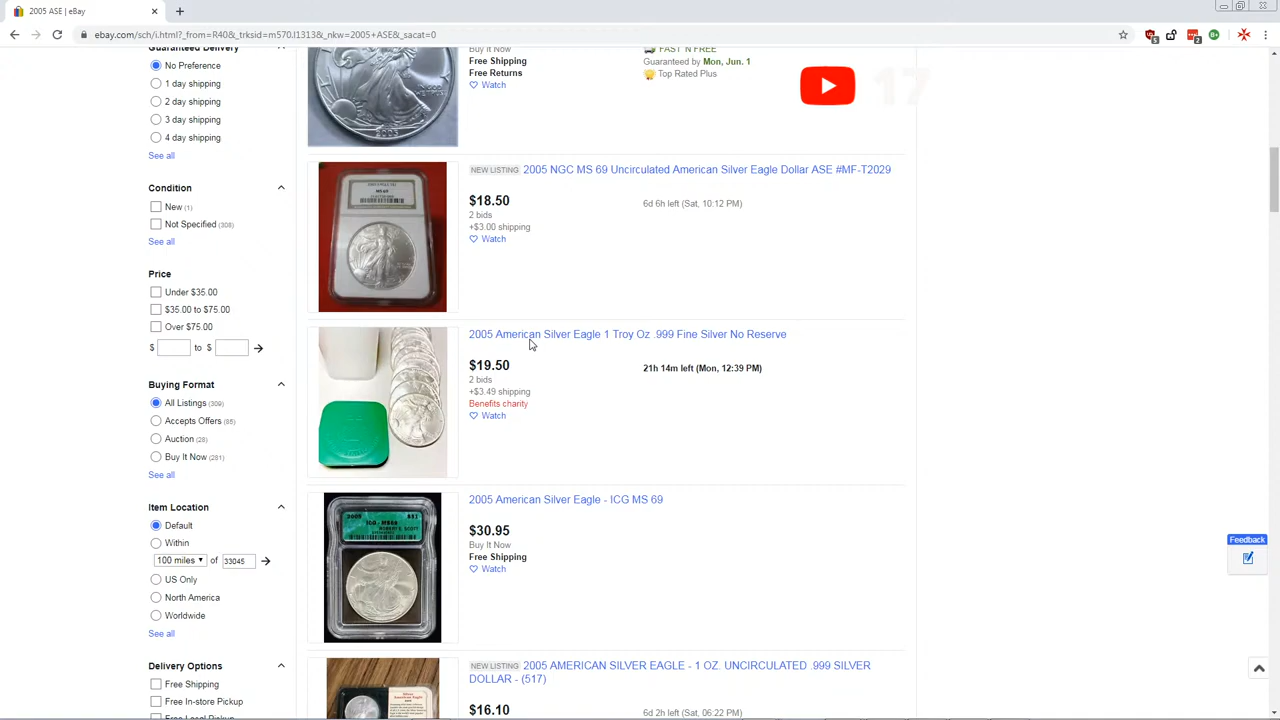 2005 ASE | eBay
ebay.com/sch/i.html?_from=R40&_trksid=m570.l1313&_nkw=2005+ASE&_sacat=0
Guaranteed Delivery
No Preference
1 day shipping
2 day shipping
3 day shipping
4 day shipping
See all
Condition
New (1)
Not Specified (308)
See all
Price
Under $35.00
$35.00 to $75.00
Over $75.00
$ to $
Buying Format
All Listings (309)
Accepts Offers (85)
Auction (28)
Buy It Now (281)
See all
Item Location
Default
Within
100 miles of 33045
US Only
North America
Worldwide
See all
Delivery Options
Free Shipping
Free In-store Pickup
Free Local Pickup
Buy It Now
Free Shipping
Free Returns
Watch
FAST 'N FREE
Guaranteed by Mon, Jun. 1
Top Rated Plus
17
2005
NEW LISTING 2005 NGC MS 69 Uncirculated American Silver Eagle Dollar ASE #MF-T2029
$18.50
2 bids
+$3.00 shipping
Watch
6d 6h left (Sat, 10:12 PM)
MS 69
2005 American Silver Eagle 1 Troy Oz .999 Fine Silver No Reserve
$19.50
2 bids
+$3.49 shipping
Benefits charity
Watch
21h 14m left (Mon, 12:39 PM)
2005 American Silver Eagle - ICG MS 69
$30.95
Buy It Now
Free Shipping
Watch
2005 $1
ICG MS69
NEW LISTING 2005 AMERICAN SILVER EAGLE - 1 OZ. UNCIRCULATED .999 SILVER
DOLLAR - (517)
$16.10
6d 2h left (Sat, 06:22 PM)
Feedback